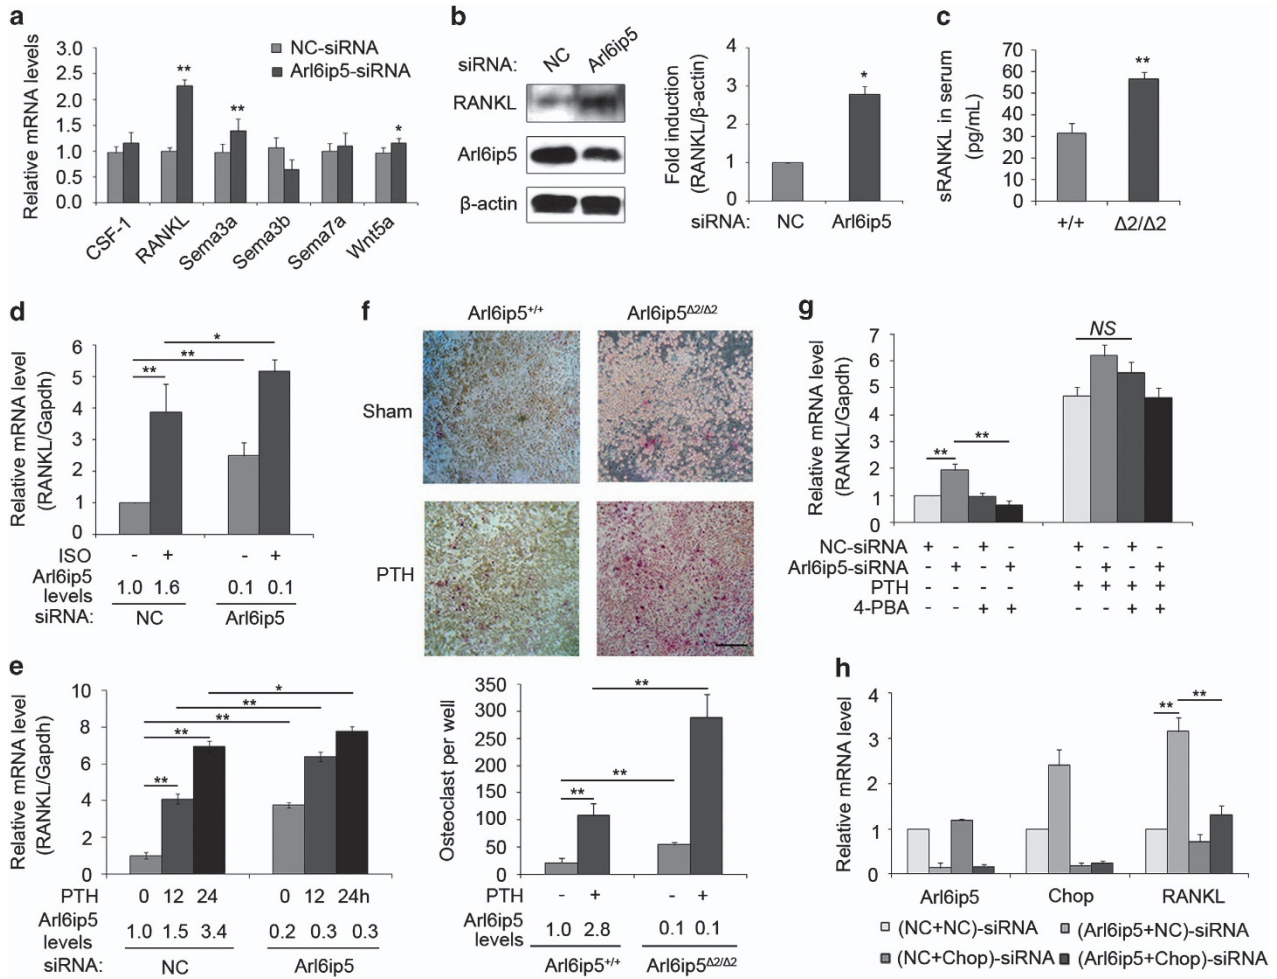 a
Relative mRNA levels
3.0
2.5
2.0
1.5
1.0
0.5
0.0
NC-siRNA
Arl6ip5-siRNA
**
**
*
CSF-1 RANKL Sema3a Sema3b Sema7a Wnt5a
b
siRNA: NC Arl6ip5
RANKL
Arl6ip5
β-actin
Fold induction
(RANKL/β-actin)
4
3
2
1
0
*
siRNA: NC Arl6ip5
c
sRANKL in serum
(pg/mL)
70
60
50
40
30
20
10
0
**
+/+ Δ2/Δ2
d
Relative mRNA level
(RANKL/Gapdh)
6
5
4
3
2
1
0
*
**
**
ISO - + - +
Arl6ip5
levels 1.0 1.6 0.1 0.1
siRNA: NC Arl6ip5
e
Relative mRNA level
(RANKL/Gapdh)
10
8
6
4
2
0
*
**
**
**
**
PTH 0 12 24 0 12 24h
Arl6ip5
levels 1.0 1.5 3.4 0.2 0.3 0.3
siRNA: NC Arl6ip5
f
Arl6ip5+/+ Arl6ip5Δ2/Δ2
Sham
PTH
Osteoclast per well
350
300
250
200
150
100
50
0
**
**
**
PTH - + - +
Arl6ip5
levels 1.0 2.8 0.1 0.1
Arl6ip5+/+ Arl6ip5Δ2/Δ2
g
Relative mRNA level
(RANKL/Gapdh)
7
6
5
4
3
2
1
0
NS
**
**
NC-siRNA + - + - + - + -
Arl6ip5-siRNA - + - + - + - +
PTH - - - - + + + +
4-PBA - - + + - - + +
h
Relative mRNA level
4
3
2
1
0
**
**
Arl6ip5 Chop RANKL
(NC+NC)-siRNA (Arl6ip5+NC)-siRNA
(NC+Chop)-siRNA (Arl6ip5+Chop)-siRNA